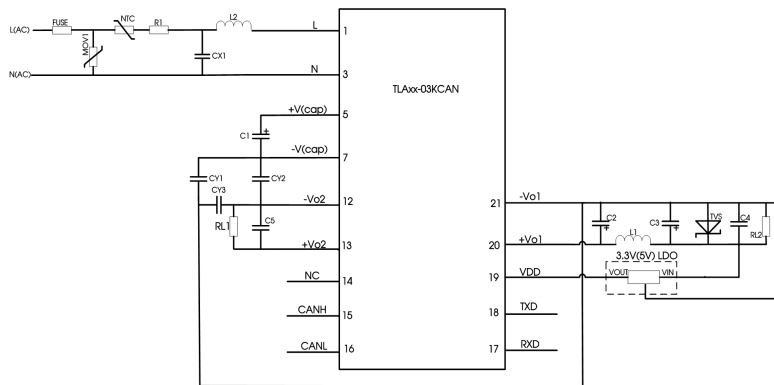 L(AC)
FUSE
NTC
R1
L2
L
1
MOV1
CX1
N(AC)
N
3
TLAxx-03KCAN
+V(cap)
5
C1
-V(cap)
7
CY1
CY2
CY3
-Vo2
12
RL1
C5
+Vo2
13
NC
14
CANH
15
CANL
16
21
-Vo1
C2
C3
TVS
C4
L1
RL2
20
+Vo1
3.3V(5V) LDO
19
VDD
VOUT
VIN
18
TXD
17
RXD